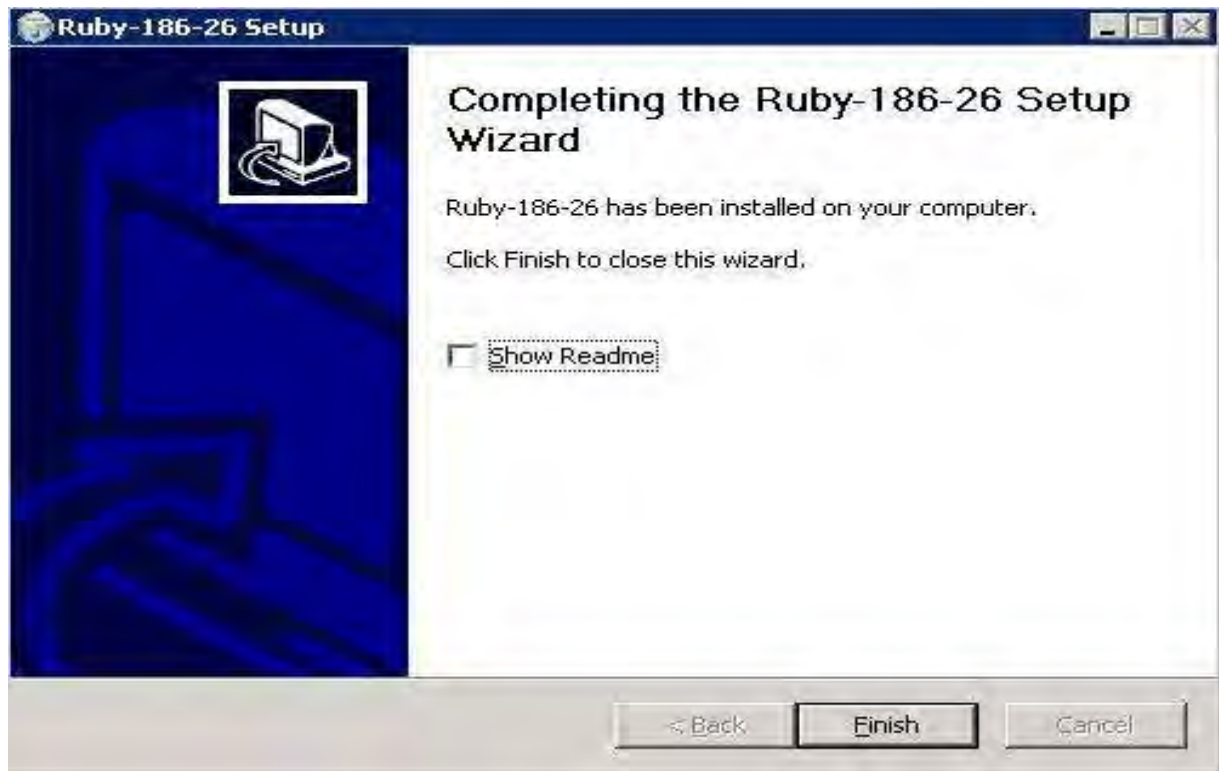 Ruby-186-26 Setup
Completing the Ruby-186-26 Setup
Wizard
Ruby-186-26 has been installed on your computer.
Click Finish to close this wizard.
Show Readme
< Back
Finish
Cancel